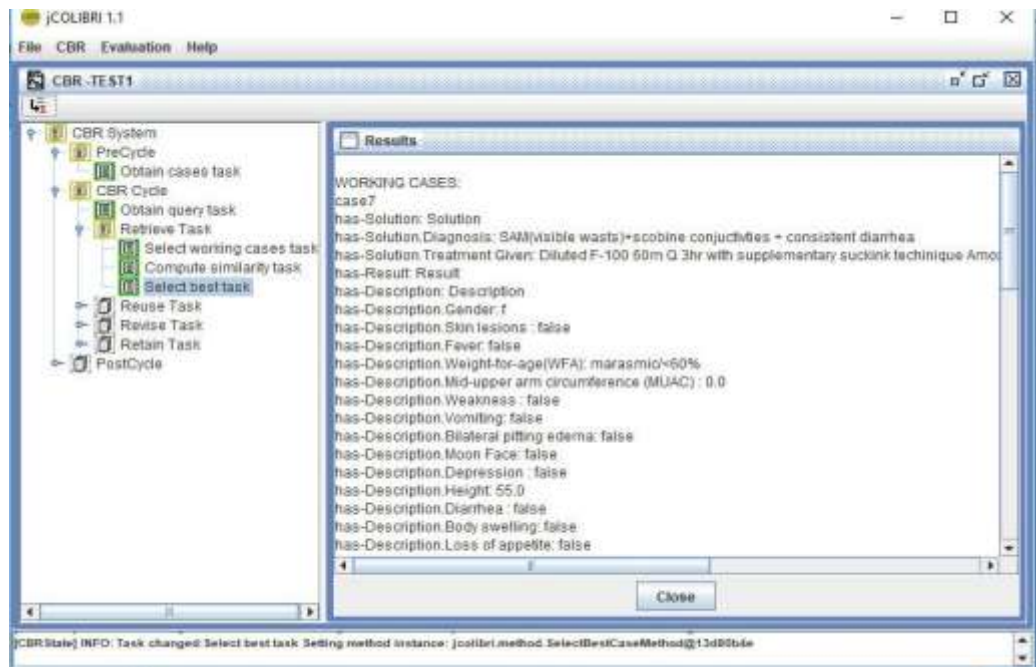 jCOLIBRI 1.1
File CBR Evaluation Help
CBR -TEST1
CBR System
PreCycle
Obtain cases task
CBR Cycle
Obtain query task
Retrieve Task
Select working cases task
Compute similarity task
Select best task
Reuse Task
Revise Task
Retain Task
PostCycle
Results
WORKING CASES:
case7
has-Solution: Solution
has-Solution.Diagnosis: SAM(visible wasts)+scobine conjuctivties + consistent diarrhea
has-Solution.Treatment Given: Diluted F-100 60m Q 3hr with supplementary suckink techinique Amo
has-Result: Result
has-Description: Description
has-Description.Gender: f
has-Description.Skin lesions : false
has-Description.Fever: false
has-Description.Weight-for-age(WFA): marasmic/<60%
has-Description.Mid-upper arm circumference (MUAC) : 0.0
has-Description.Weakness : false
has-Description.Vomiting: false
has-Description.Bilateral pitting edema: false
has-Description.Moon Face: false
has-Description.Depression : false
has-Description.Height: 55.0
has-Description.Diarrhea : false
has-Description.Body swelling: false
has-Description.Loss of appetite: false
Close
[CBRState] INFO: Task changed:Select best task Setting method instance: jcolibri.method.SelectBestCaseMethod@13d80b4e